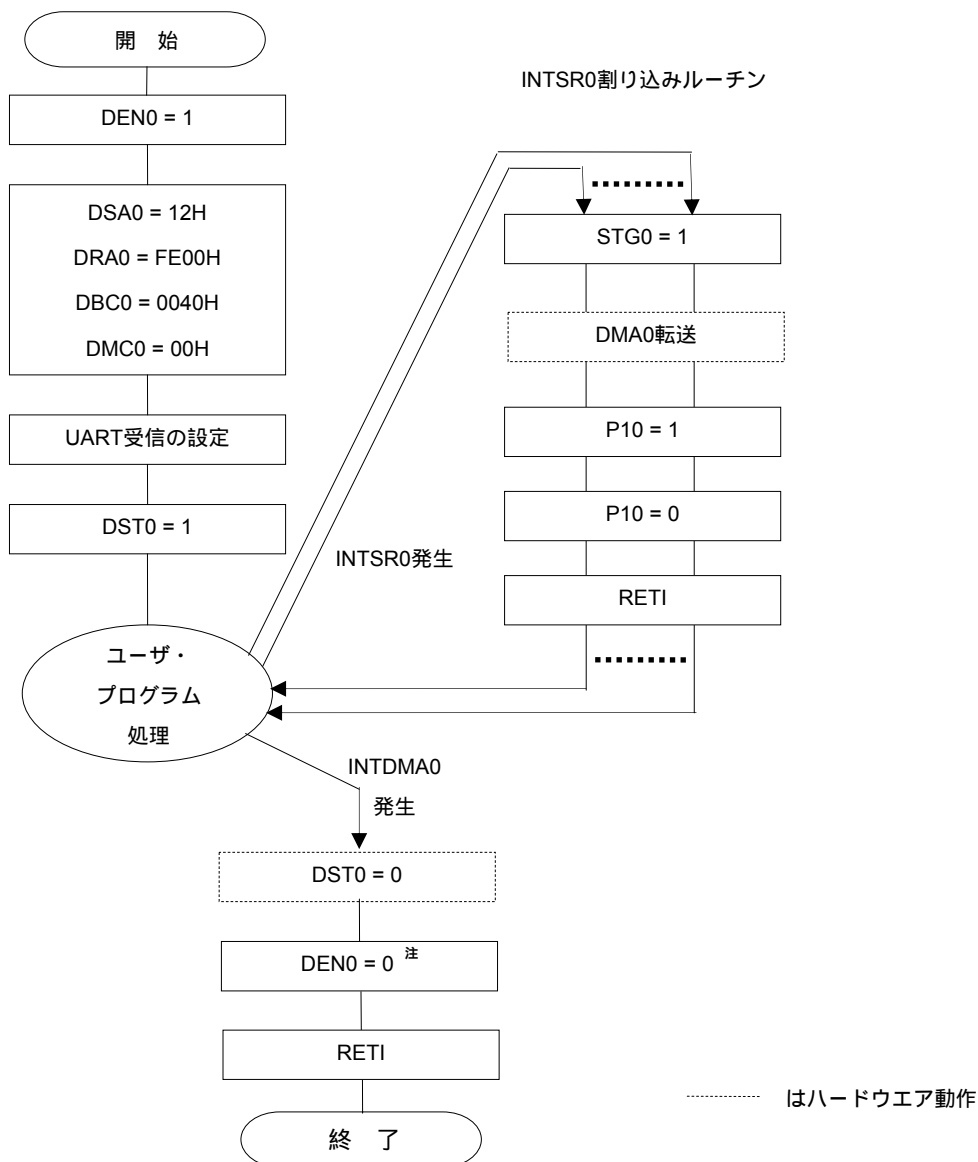 開 始
DEN0 = 1
DSA0 = 12H
DRA0 = FE00H
DBC0 = 0040H
DMC0 = 00H
UART受信の設定
DST0 = 1
ユーザ・
プログラム
処理
INTSR0割り込みルーチン
STG0 = 1
DMA0転送
P10 = 1
P10 = 0
RETI
INTSR0発生
INTDMA0
発生
DST0 = 0
DEN0 = 0 注
RETI
終 了
はハードウエア動作